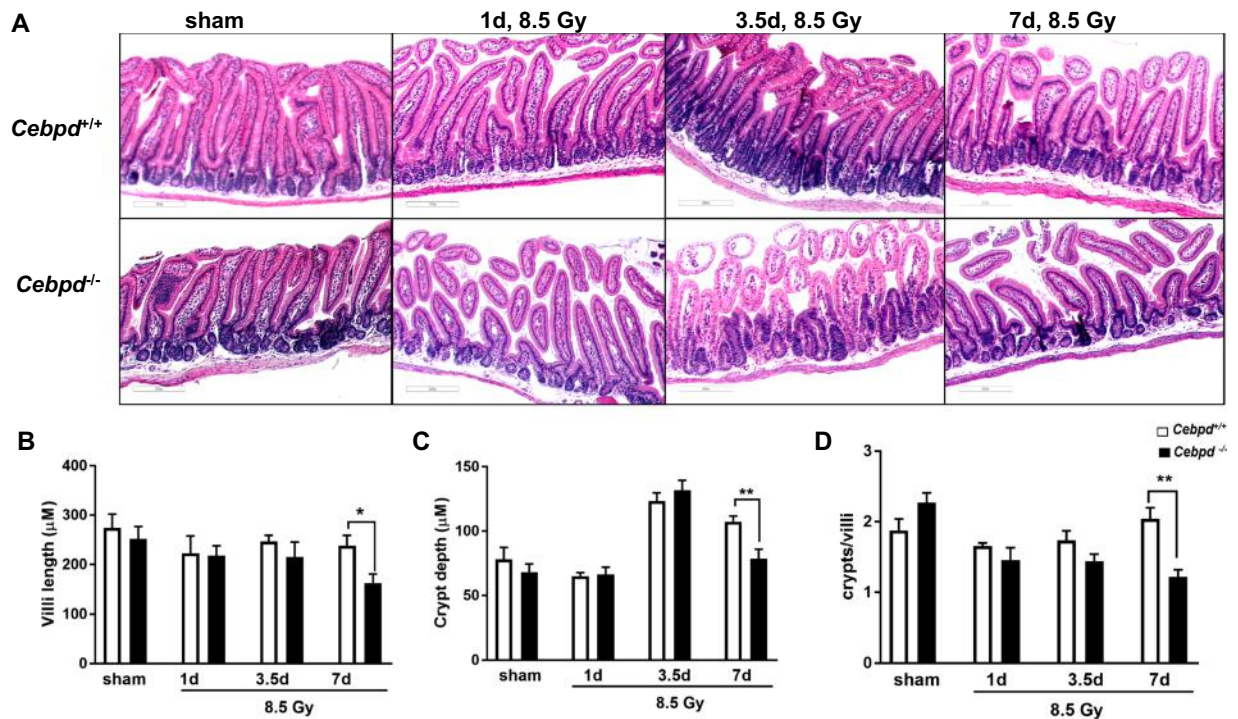 A
sham
1d, 8.5 Gy
3.5d, 8.5 Gy
7d, 8.5 Gy
Cebpd+/+
Cebpd-/-
B
Villi length (µM)
400
300
200
100
0
*
sham
1d
3.5d
7d
8.5 Gy
C
Crypt depth (µM)
150
100
50
0
**
sham
1d
3.5d
7d
8.5 Gy
D
Cebpd+/+
Cebpd -/-
crypts/villi
3
2
1
0
**
sham
1d
3.5d
7d
8.5 Gy